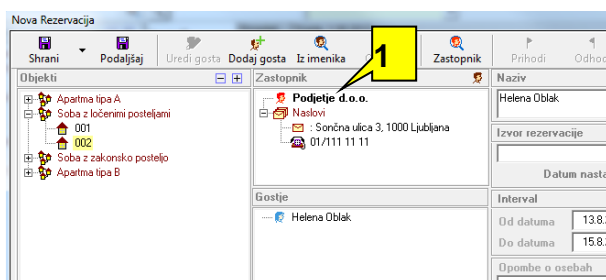 Nova Rezervacija
Shrani Podaljšaj Uredi gosta Dodaj gosta Iz imenika Zastopnik Prihodi Odhod
1
Objekti
Apartma tipa A
Soba z ločenimi posteljami
001
002
Soba z zakonsko posteljo
Apartma tipa B
Zastopnik
Podjetje d.o.o.
Naslovi
: Sončna ulica 3, 1000 Ljubljana
01/111 11 11
Gostje
Helena Oblak
Naziv
Helena Oblak
Izvor rezervacije
Datum nasta
Interval
Od datuma 13.8.
Do datuma 15.8.
Opombe o osebah